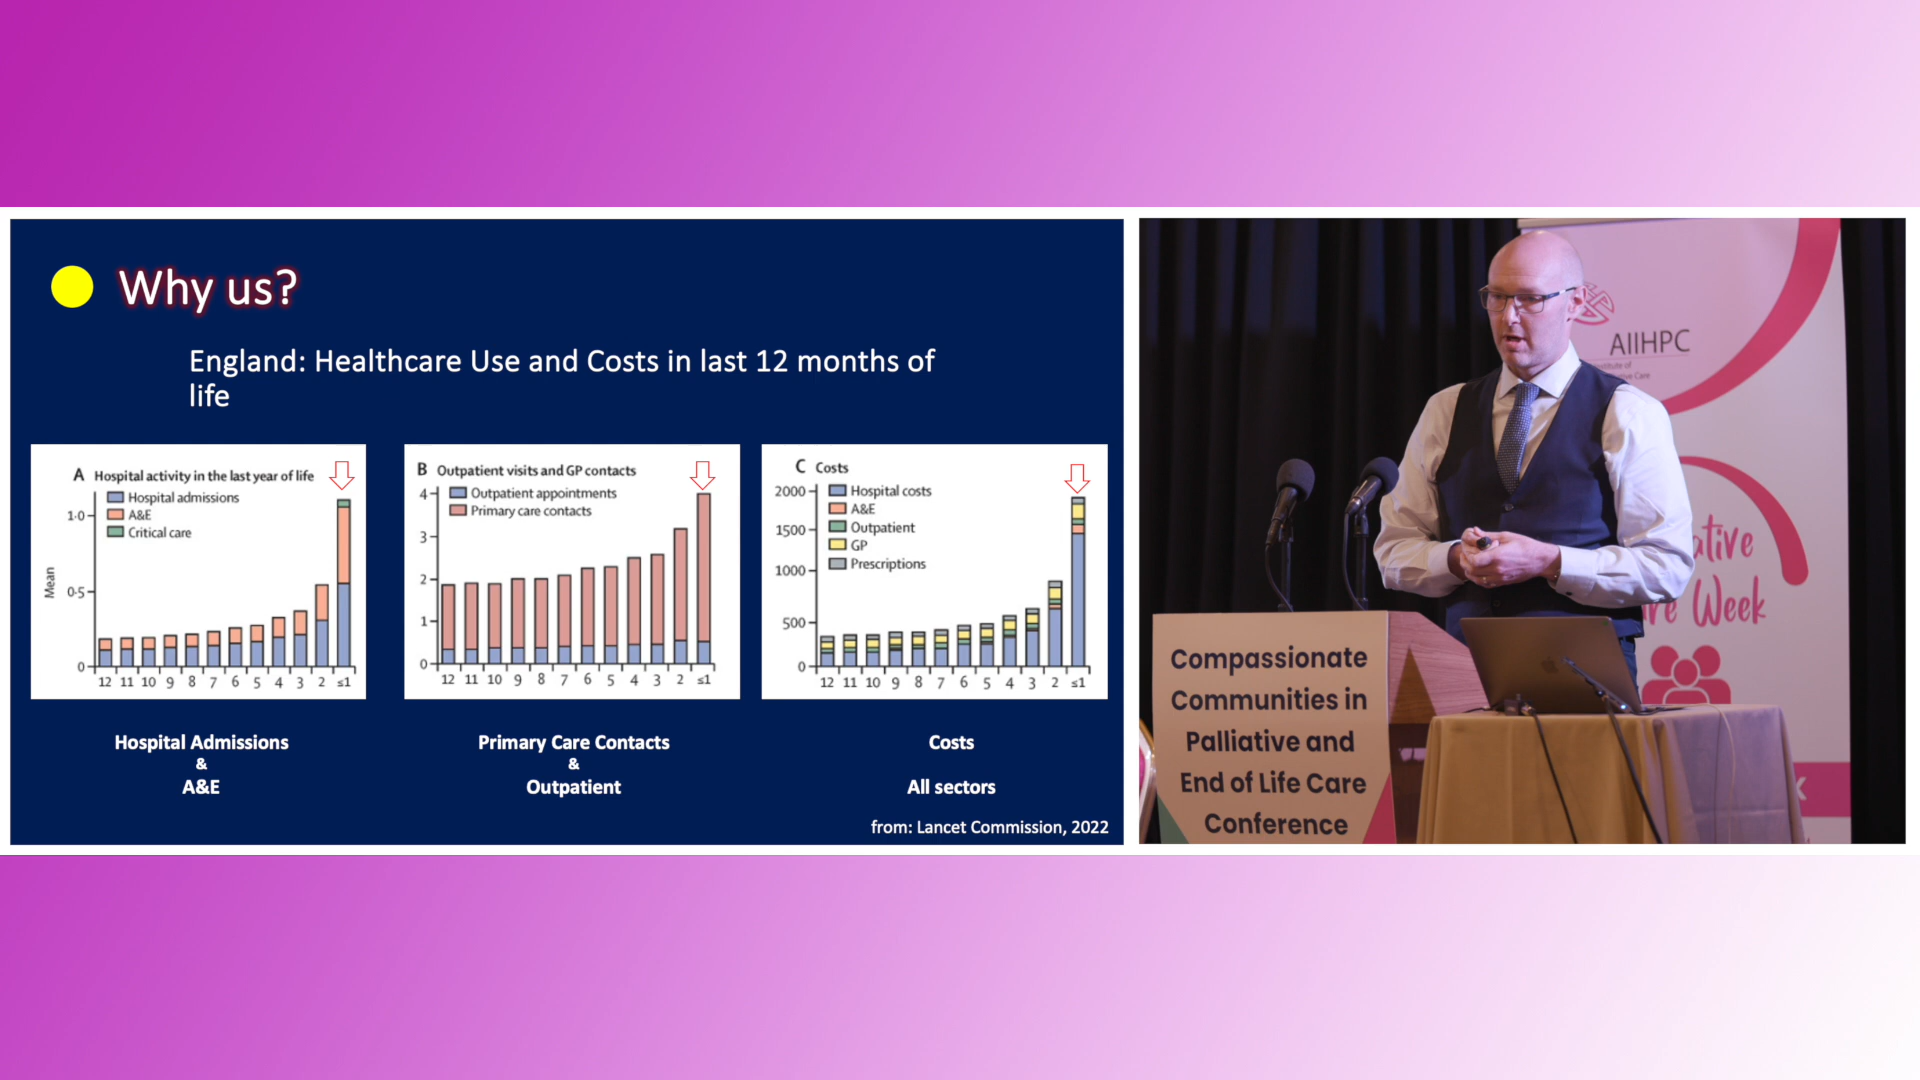 Why us?
England: Healthcare Use and Costs in last 12 months of
life
A Hospital activity in the last year of life
Hospital admissions
A&E
Critical care
Mean
1·0
0·5
0
12 11 10 9 8 7 6 5 4 3 2 ≤1
B Outpatient visits and GP contacts
Outpatient appointments
Primary care contacts
4
3
2
1
0
12 11 10 9 8 7 6 5 4 3 2 ≤1
C Costs
Hospital costs
A&E
Outpatient
GP
Prescriptions
2000
1500
1000
500
0
12 11 10 9 8 7 6 5 4 3 2 ≤1
Hospital Admissions
&
A&E
Primary Care Contacts
&
Outpatient
Costs
All sectors
from: Lancet Commission, 2022
AIIHPC
Week
Compassionate
Communities in
Palliative and
End of Life Care
Conference